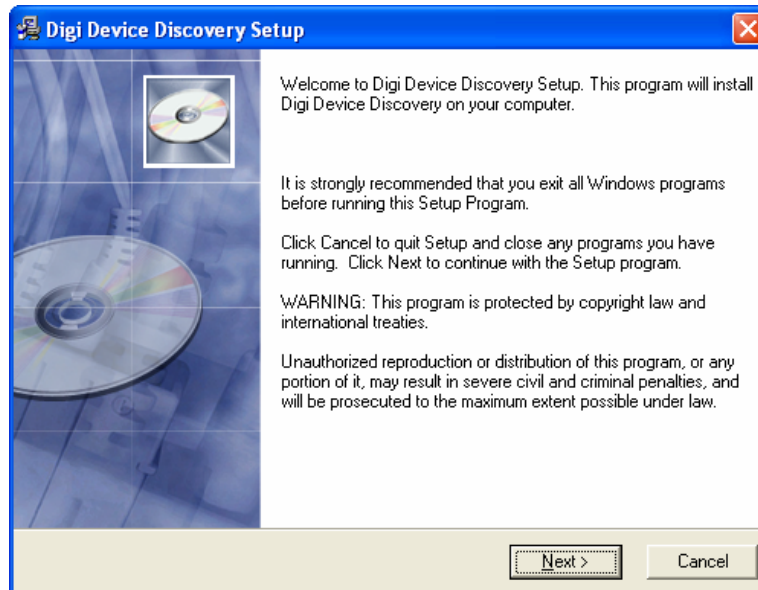 Digi Device Discovery Setup
Welcome to Digi Device Discovery Setup. This program will install
Digi Device Discovery on your computer.
It is strongly recommended that you exit all Windows programs
before running this Setup Program.
Click Cancel to quit Setup and close any programs you have
running.  Click Next to continue with the Setup program.
WARNING: This program is protected by copyright law and
international treaties.
Unauthorized reproduction or distribution of this program, or any
portion of it, may result in severe civil and criminal penalties, and
will be prosecuted to the maximum extent possible under law.
Next >
Cancel